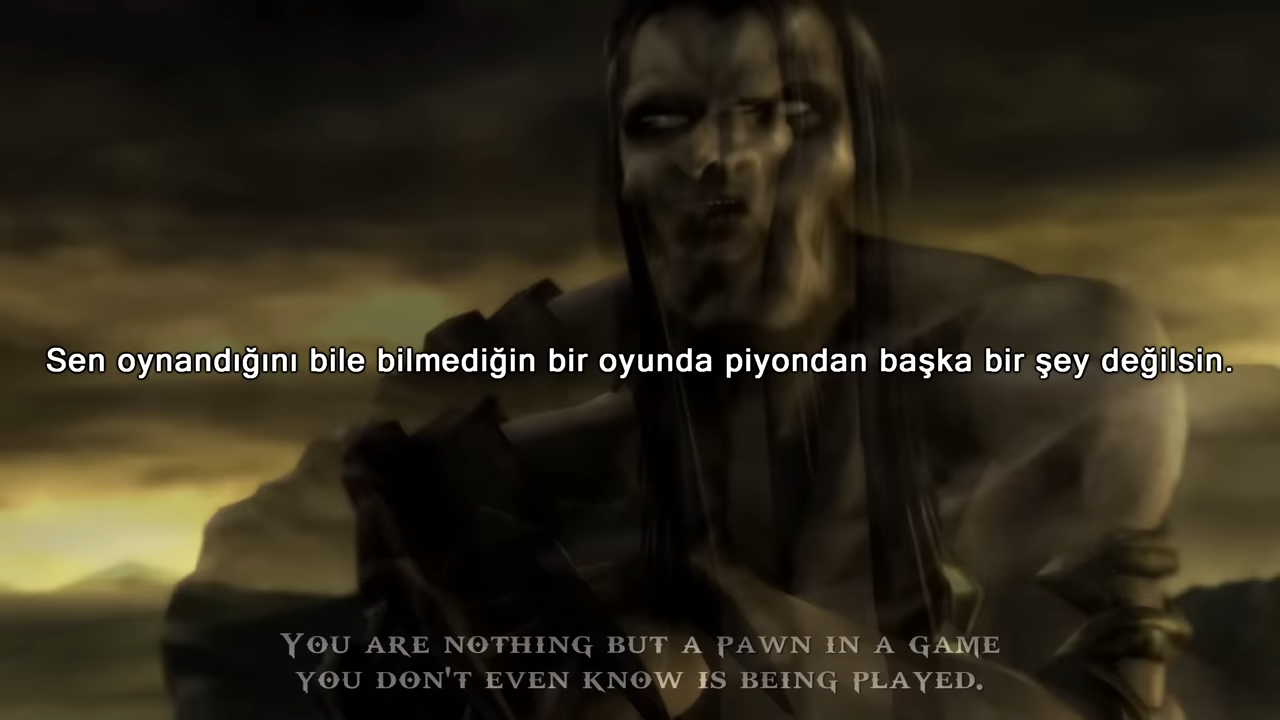 Sen oynandığını bile bilmediğin bir oyunda piyondan başka bir şey değilsin.
YOU ARE NOTHING BUT A PAWN IN A GAME
YOU DON'T EVEN KNOW IS BEING PLAYED.